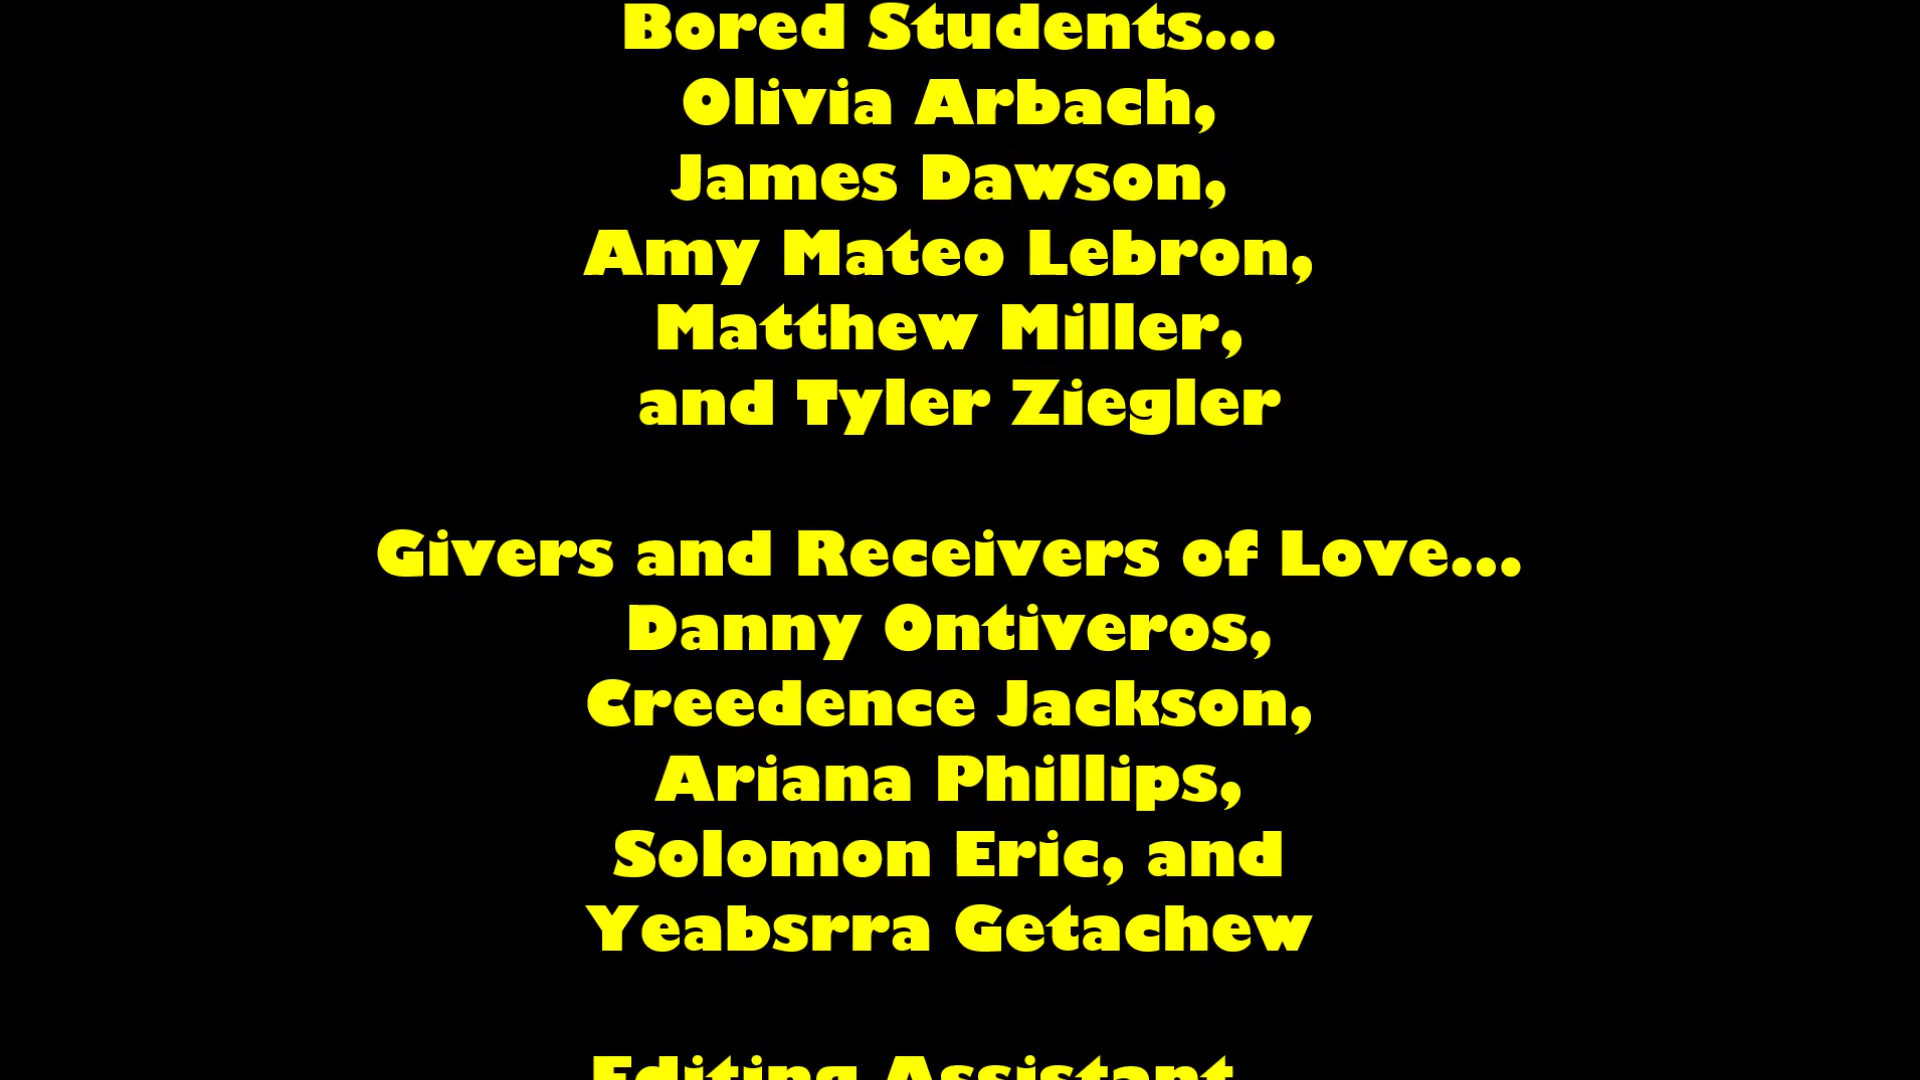 Bored Students...
Olivia Arbach,
James Dawson,
Amy Mateo Lebron,
Matthew Miller,
and Tyler Ziegler
Givers and Receivers of Love...
Danny Ontiveros,
Creedence Jackson,
Ariana Phillips,
Solomon Eric, and
Yeabsrra Getachew
Editing Assistant